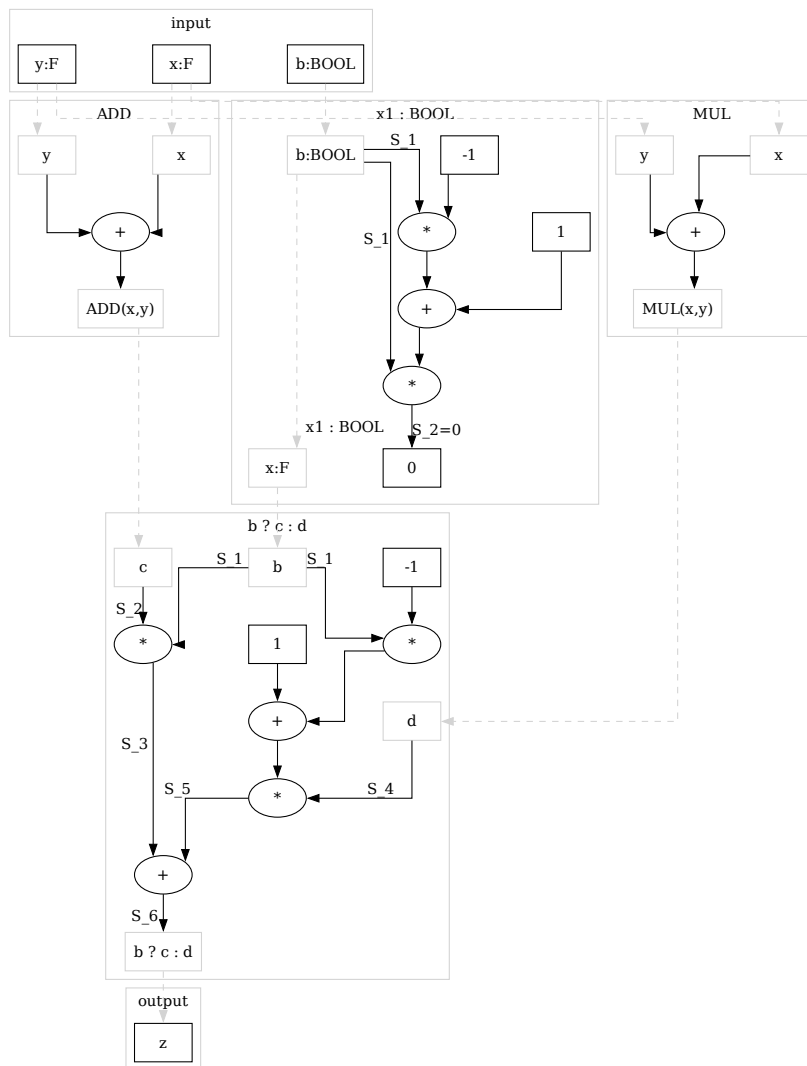 input
y:F x:F b:BOOL
ADD x1 : BOOL MUL
y x b:BOOL S_1 -1 y x
+ * 1 +
S_1
ADD(x,y) + MUL(x,y)
*
x1 : BOOL S_2=0
x:F 0
b ? c : d
c S_1 b S_1 -1
S_2
* 1 *
+ d
S_3
S_5 * S_4
+
S_6
b ? c : d
output
z